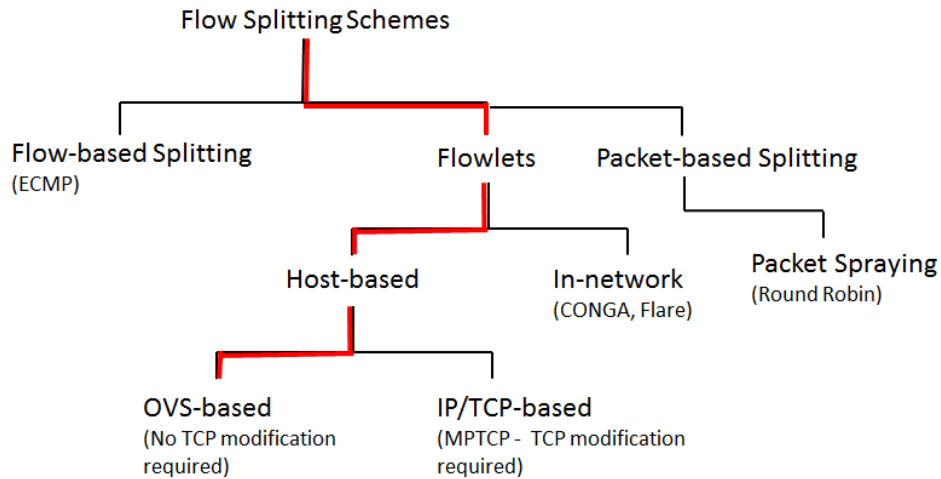 Flow Splitting Schemes
Flow-based Splitting
(ECMP)
Flowlets
Packet-based Splitting
Host-based
In-network
(CONGA, Flare)
Packet Spraying
(Round Robin)
OVS-based
(No TCP modification
required)
IP/TCP-based
(MPTCP - TCP modification
required)